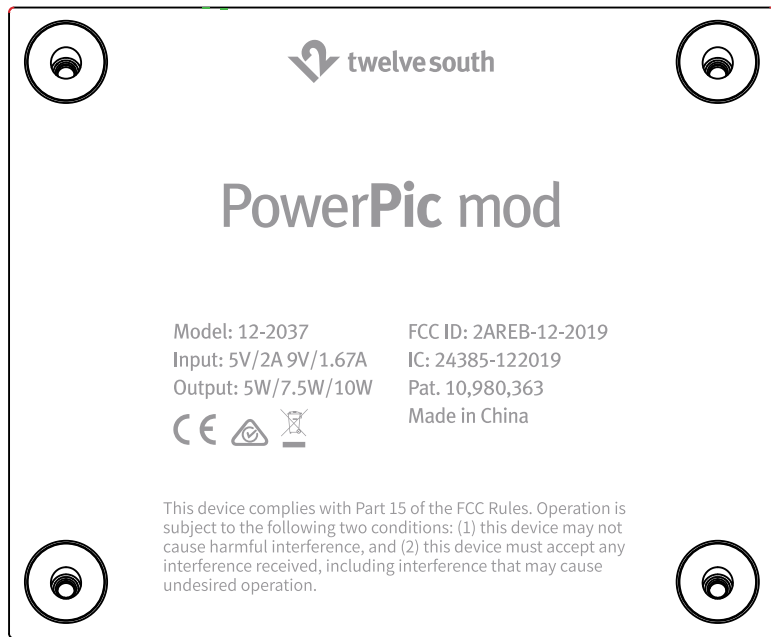 twelve south
PowerPic mod
Model: 12-2037
Input: 5V/2A 9V/1.67A
Output: 5W/7.5W/10W
FCC ID: 2AREB-12-2019
IC: 24385-122019
Pat. 10,980,363
Made in China
CE
This device complies with Part 15 of the FCC Rules. Operation is
subject to the following two conditions: (1) this device may not
cause harmful interference, and (2) this device must accept any
interference received, including interference that may cause
undesired operation.